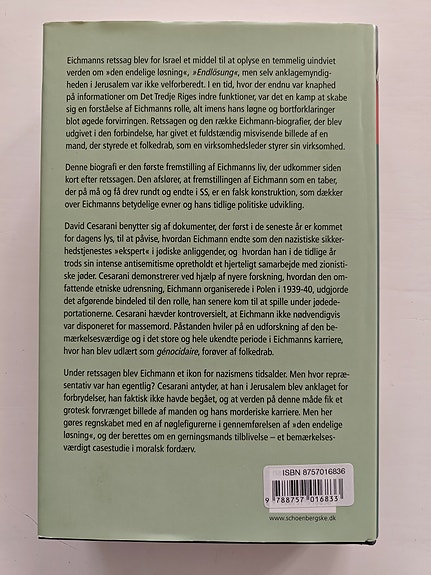 Eichmanns retssag blev for Israel et middel til at oplyse en temmelig uindviet
verden om »den endelige løsning«, »Endlösung«, men selv anklagemyndig-
heden i Jerusalem var ikke velforberedt. I en tid, hvor der endnu var knaphed
på informationer om Det Tredje Riges indre funktioner, var det en kamp at skabe
sig en forståelse af Eichmanns rolle, alt imens hans løgne og bortforklaringer
blot øgede forvirringen. Retssagen og den række Eichmann-biografier, der blev
udgivet i den forbindelse, har givet et fuldstændig misvisende billede af en
mand, der styrede et folkedrab, som en virksomhedsleder styrer sin virksomhed.
Denne biografi er den første fremstilling af Eichmanns liv, der udkommer siden
kort efter retssagen. Den afslører, at fremstillingen af Eichmann som en taber,
der på må og få drev rundt og endte i SS, er en falsk konstruktion, som dækker
over Eichmanns betydelige evner og hans tidlige politiske udvikling.
David Cesarani benytter sig af dokumenter, der først i de seneste år er kommet
for dagens lys, til at påvise, hvordan Eichmann endte som den nazistiske sikker-
hedstjenestes »ekspert« i jødiske anliggender, og  hvordan han i de tidlige år
trods sin intense antisemitisme opretholdt et hjerteligt samarbejde med zionisti-
ske jøder. Cesarani demonstrerer ved hjælp af nyere forskning, hvordan den om-
fattende etniske udrensning, Eichmann organiserede i Polen i 1939-40, udgjorde
det afgørende bindeled til den rolle, han senere kom til at spille under jødede-
portationerne. Cesarani hævder kontroversielt, at Eichmann ikke nødvendigvis
var disponeret for massemord. Påstanden hviler på en udforskning af den be-
mærkelsesværdige og i det store og hele ukendte periode i Eichmanns karriere,
hvor han blev udlært som génocidaire, forøver af folkedrab.
Under retssagen blev Eichmann et ikon for nazismens tidsalder. Men hvor repræ-
sentativ var han egentlig? Cesarani antyder, at han i Jerusalem blev anklaget for
forbrydelser, han faktisk ikke havde begået, og at verden på denne måde fik et
grotesk forvrænget billede af manden og hans morderiske karriere. Men her
gøres regnskabet med en af nøglefigurerne i gennemførelsen af »den endelige
løsning«, og der berettes om en gerningsmands tilblivelse – et bemærkelses-
værdigt casestudie i moralsk fordærv.
ISBN 8757016836
9 788757 016833
www.schoenbergske.dk